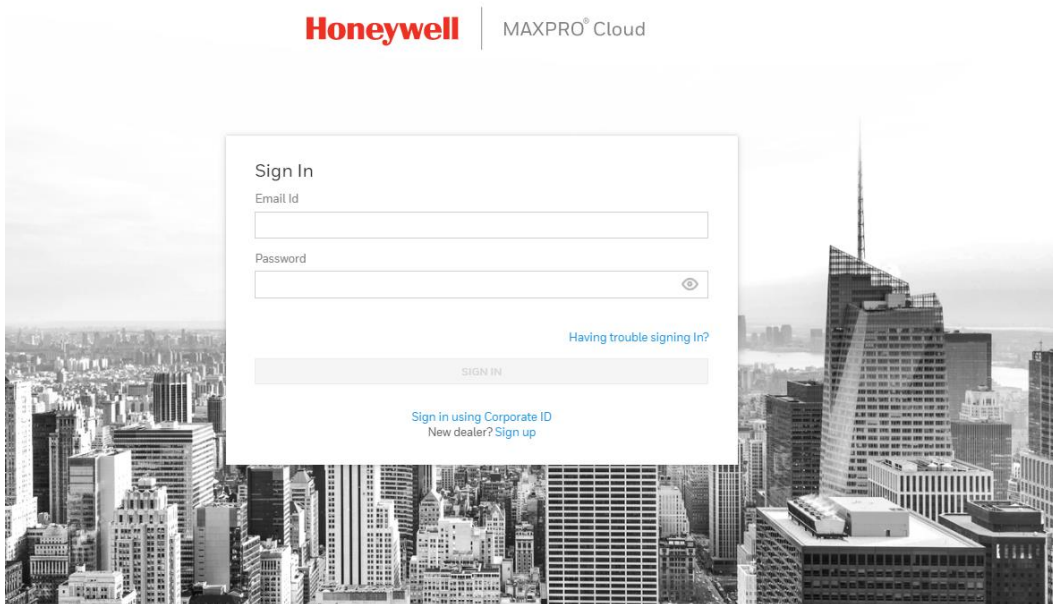 Honeywell
MAXPRO® Cloud
Sign In
Email Id
Password
Having trouble signing In?
SIGN IN
Sign in using Corporate ID
New dealer? Sign up